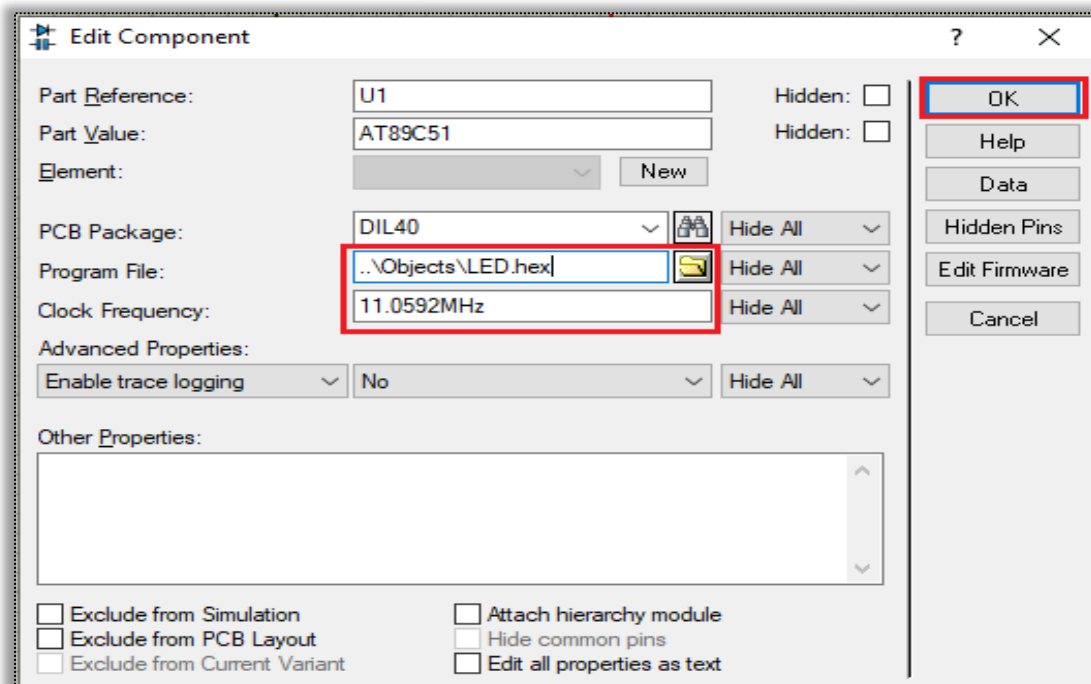 Edit Component
?
Part Reference: U1 Hidden: OK
Part Value: AT89C51 Hidden: Help
Element: New Data
PCB Package: DIL40 Hide All Hidden Pins
Program File: ..\Objects\LED.hex Hide All Edit Firmware
Clock Frequency: 11.0592MHz Hide All Cancel
Advanced Properties:
Enable trace logging No Hide All
Other Properties:
Exclude from Simulation Attach hierarchy module
Exclude from PCB Layout Hide common pins
Exclude from Current Variant Edit all properties as text